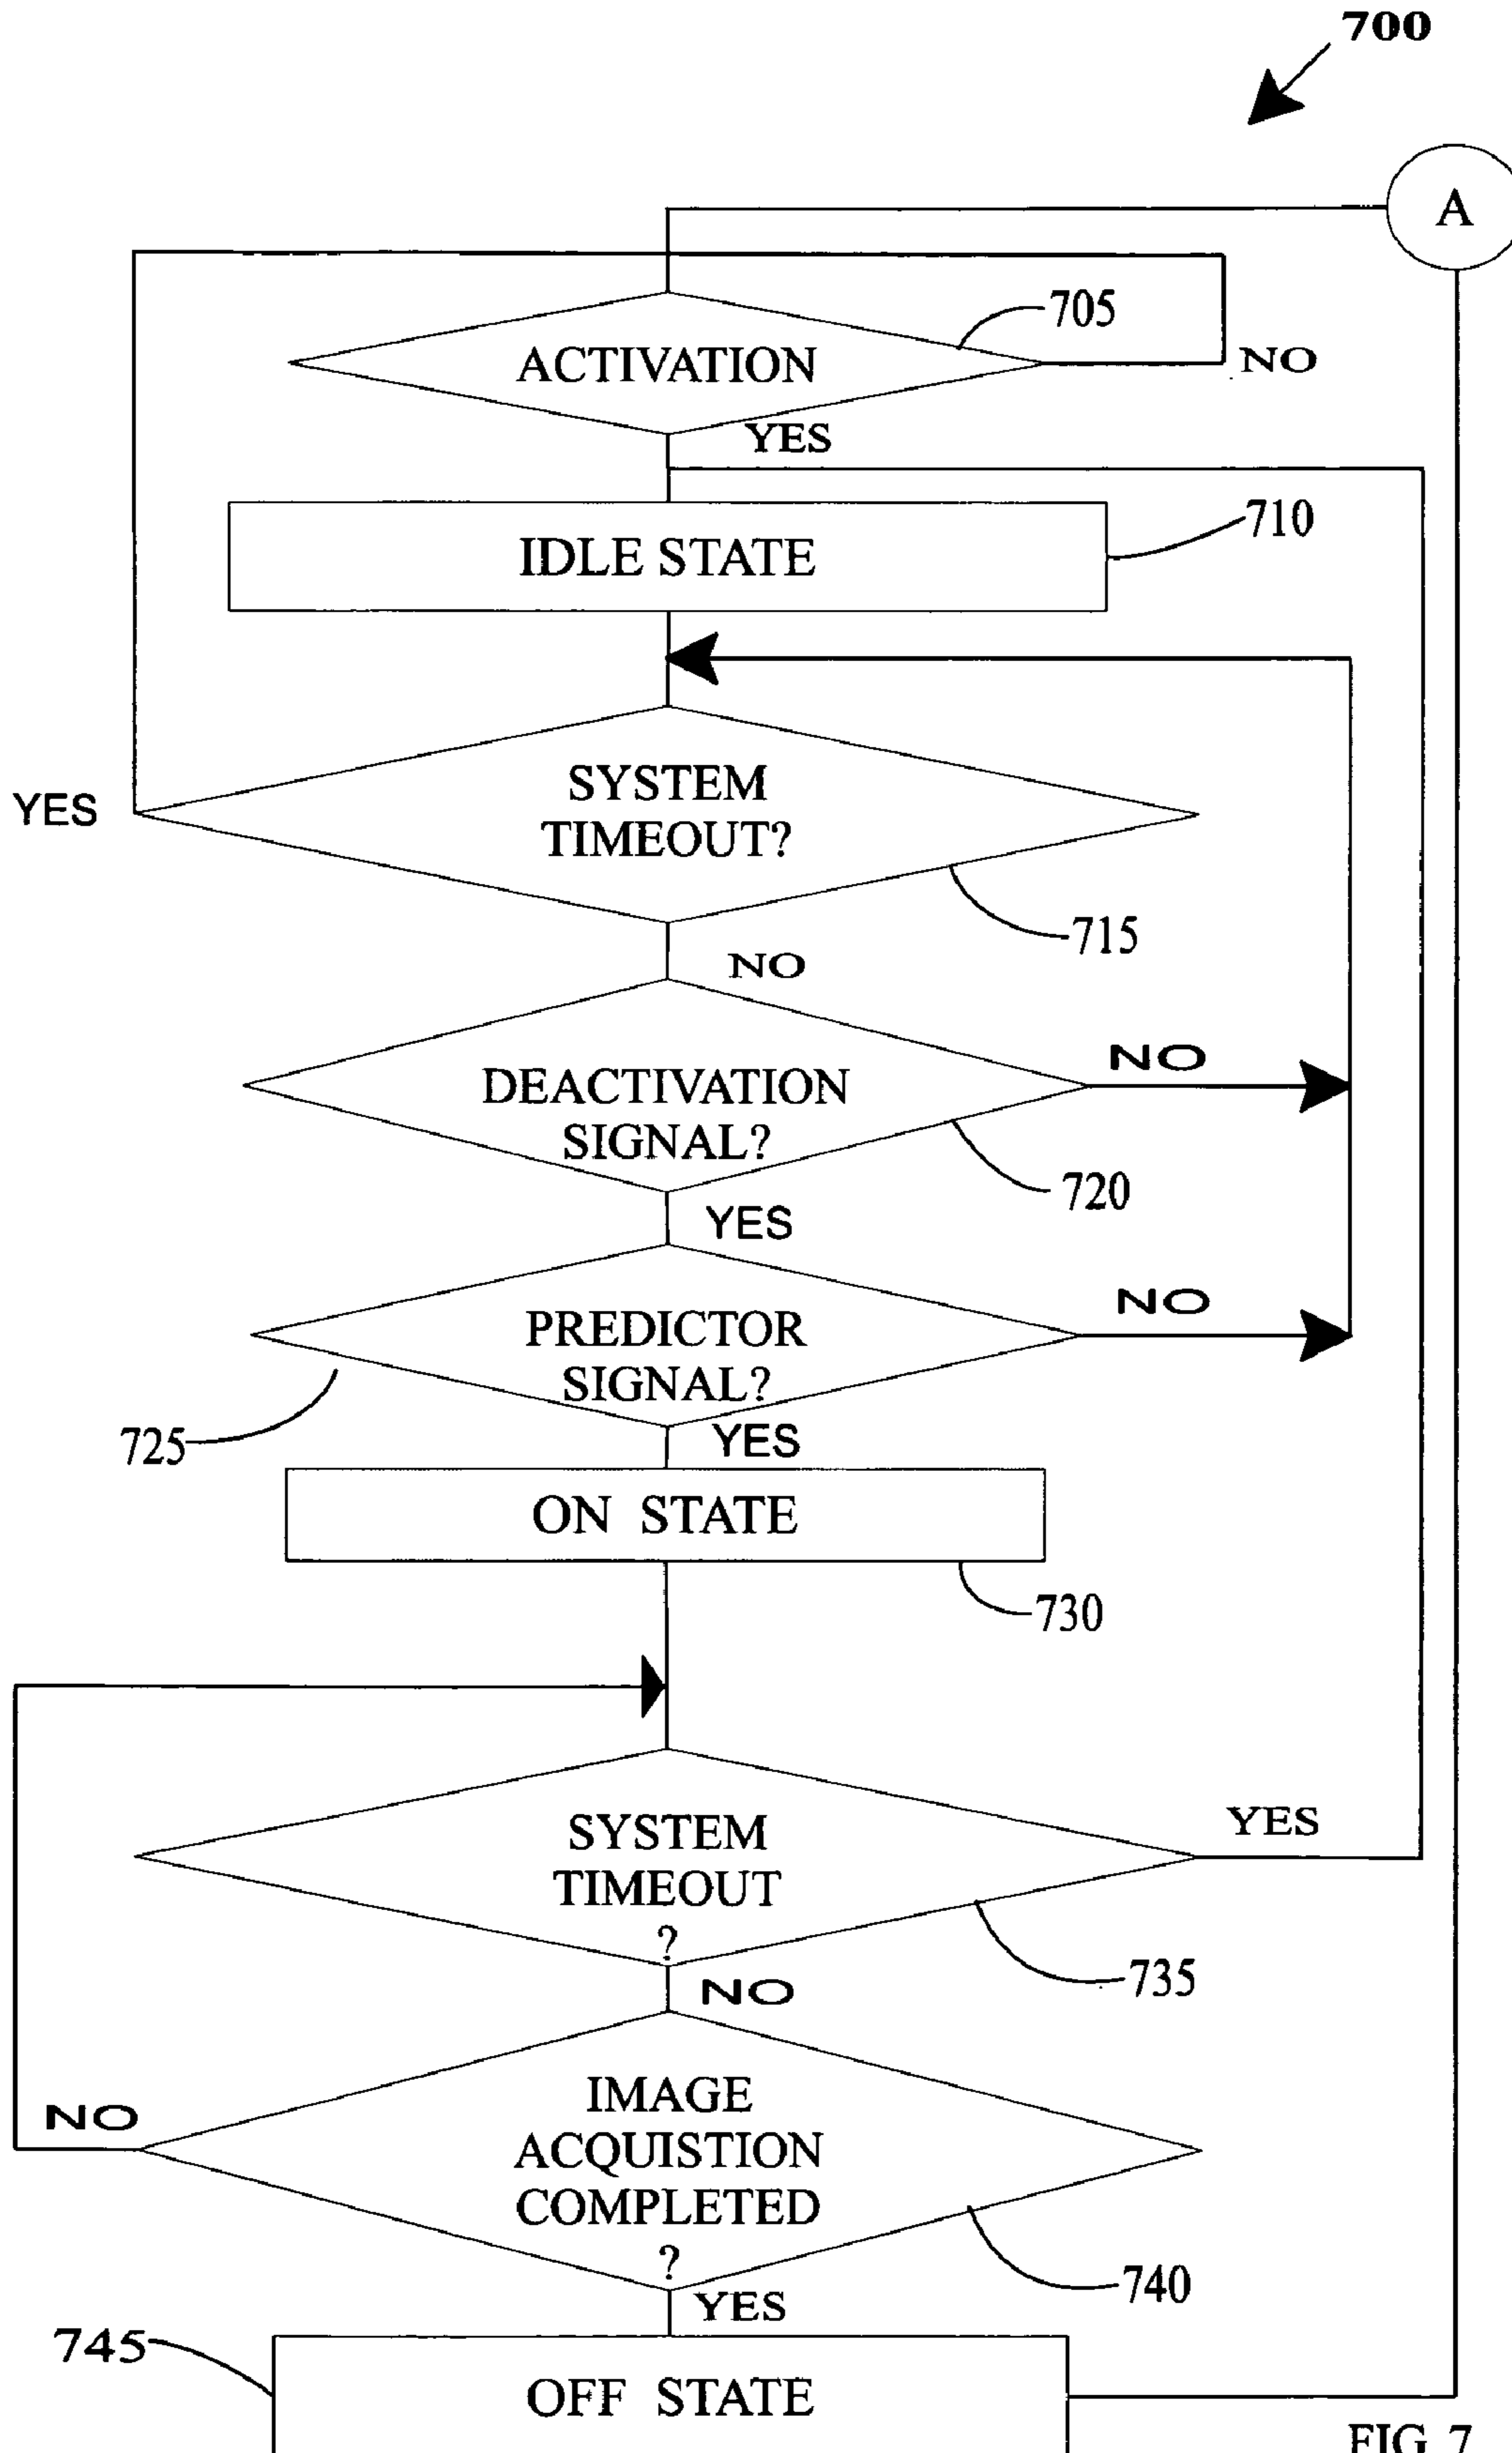 700
A
705
ACTIVATION
NO
YES
710
IDLE STATE
SYSTEM
TIMEOUT?
YES
715
NO
DEACTIVATION
SIGNAL?
NO
720
YES
PREDICTOR
SIGNAL?
NO
725
YES
ON STATE
730
SYSTEM
TIMEOUT
?
YES
735
NO
IMAGE
ACQUISTION
COMPLETED
?
NO
740
YES
745
OFF STATE
FIG 7